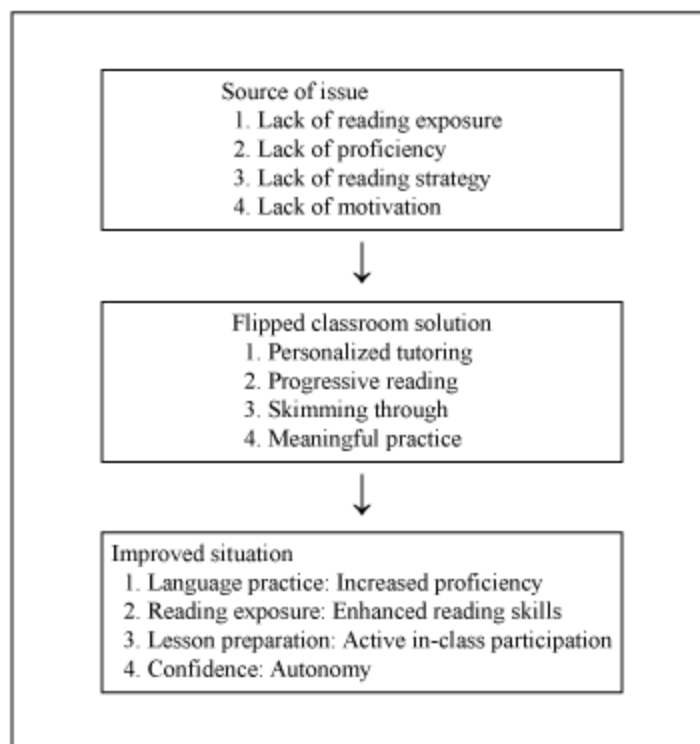 Source of issue
1. Lack of reading exposure
2. Lack of proficiency
3. Lack of reading strategy
4. Lack of motivation
Flipped classroom solution
1. Personalized tutoring
2. Progressive reading
3. Skimming through
4. Meaningful practice
Improved situation
1. Language practice: Increased proficiency
2. Reading exposure: Enhanced reading skills
3. Lesson preparation: Active in-class participation
4. Confidence: Autonomy